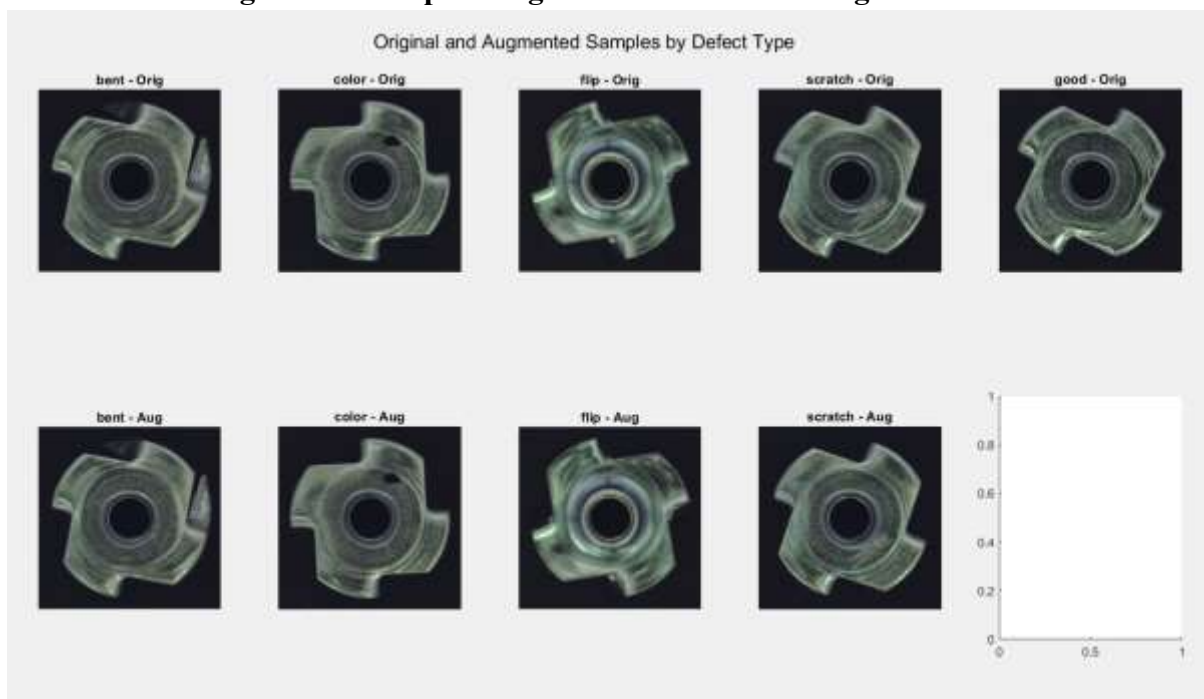 Original and Augmented Samples by Defect Type
bent - Orig
color - Orig
flip - Orig
scratch - Orig
good - Orig
bent - Aug
color - Aug
flip - Aug
scratch - Aug
1
0.8
0.6
0.4
0.2
0
0 0.5 1